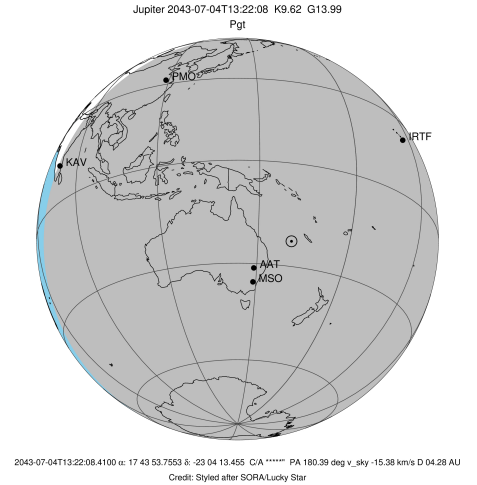 Jupiter 2043-07-04T13:22:08 K9.62 G13.99
Pgt
PMO
IRTF
KAV
AAT
MSO
2043-07-04T13:22:08.4100 α: 17 43 53.7553 δ: -23 04 13.455 C/A *****" PA 180.39 deg v_sky -15.38 km/s D 04.28 AU
Credit: Styled after SORA/Lucky Star